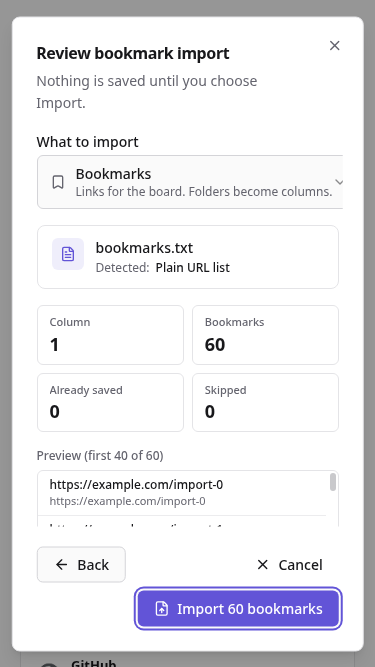 Review bookmark import
Nothing is saved until you choose
Import.
What to import
Bookmarks
Links for the board. Folders become columns.
bookmarks.txt
Detected: Plain URL list
Column
1
Bookmarks
60
Already saved
0
Skipped
0
Preview (first 40 of 60)
https://example.com/import-0
https://example.com/import-0
Back
Cancel
Import 60 bookmarks
GitHub